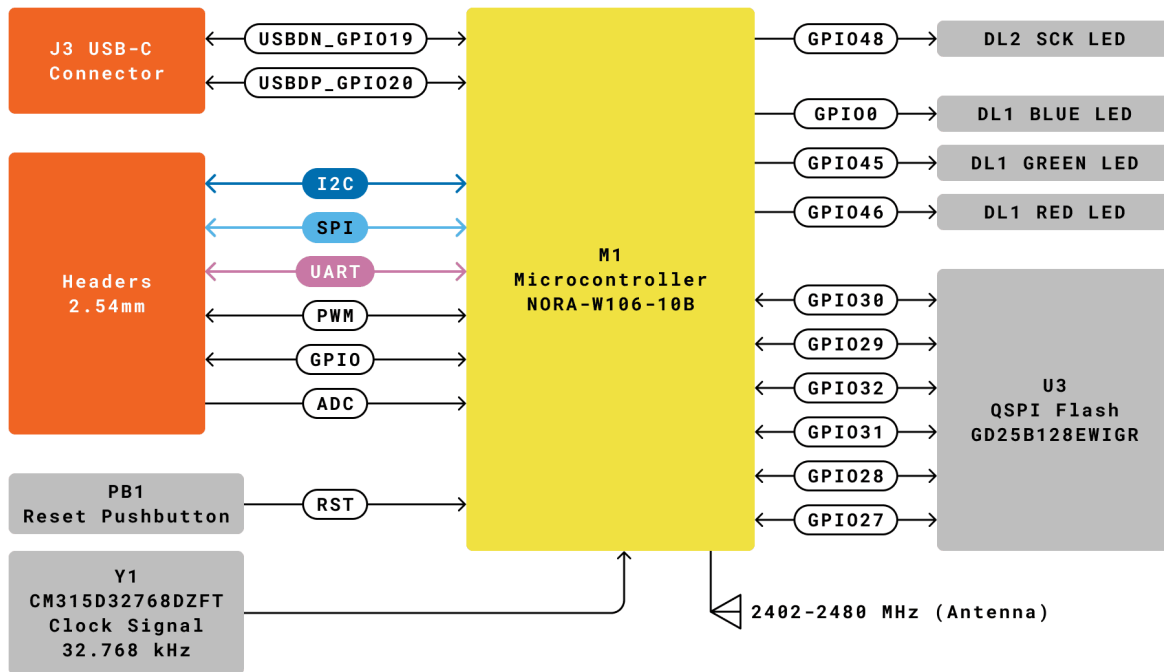 J3 USB-C
Connector
USBDN_GPIO19
USBDP_GPIO20
Headers
2.54mm
I2C
SPI
UART
PWM
GPIO
ADC
PB1
Reset Pushbutton
RST
Y1
CM315D32768DZFT
Clock Signal
32.768 kHz
M1
Microcontroller
NORA-W106-10B
GPIO48
DL2 SCK LED
GPIO0
DL1 BLUE LED
GPIO45
DL1 GREEN LED
GPIO46
DL1 RED LED
GPIO30
GPIO29
GPIO32
GPIO31
GPIO28
GPIO27
U3
QSPI Flash
GD25B128EWIGR
2402-2480 MHz (Antenna)